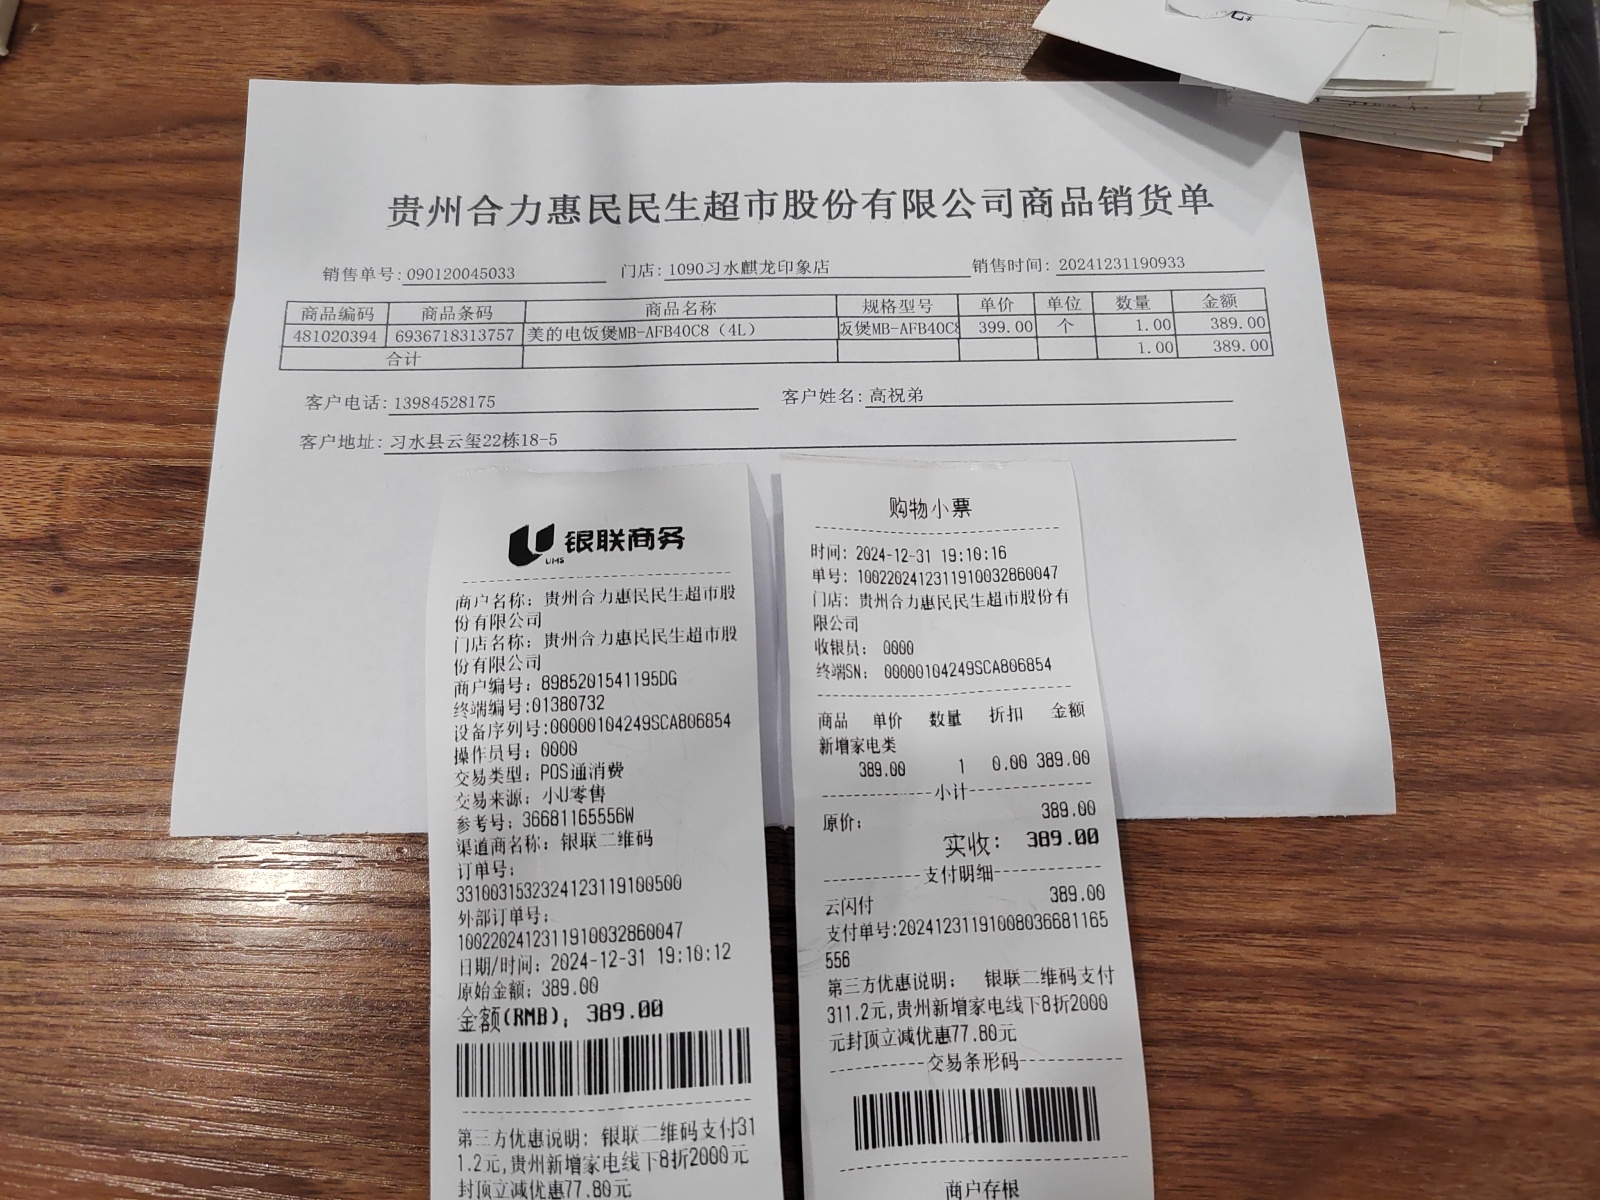 贵州合力惠民民生超市股份有限公司商品销货单
销售单号: 090120045033 门店: 1090习水麒龙印象店 销售时间: 20241231190933
商品编码 商品条码 商品名称 规格型号 单价 单位 数量 金额
481020394 6936718313757 美的电饭煲MB-AFB40C8（4L） 饭煲MB-AFB40C8 399.00 个 1.00 389.00
合计 1.00 389.00
客户电话: 13984528175 客户姓名: 高祝弟
客户地址: 习水县云玺22栋18-5
银联商务
UMS
商户名称: 贵州合力惠民民生超市股
份有限公司
门店名称: 贵州合力惠民民生超市股
份有限公司
商户编号: 8985201541195DG
终端编号:01380732
设备序列号:00000104249SCA806854
操作员号: 0000
交易类型: POS通消费
交易来源: 小U零售
参考号: 36681165556W
渠道商名称: 银联二维码
订单号:
3310031532324123119100500
外部订单号:
1002202412311910032860047
日期/时间: 2024-12-31 19:10:12
原始金额: 389.00
金额(RMB): 389.00
第三方优惠说明: 银联二维码支付31
1.2元,贵州新增家电线下8折2000元
封顶立减优惠77.80元
购物小票
时间: 2024-12-31 19:10:16
单号: 1002202412311910032860047
门店: 贵州合力惠民民生超市股份有
限公司
收银员: 0000
终端SN: 00000104249SCA806854
商品 单价 数量 折扣 金额
新增家电类
389.00 1 0.00 389.00
小计
原价: 389.00
实收: 389.00
支付明细
云闪付 389.00
支付单号:20241231191008036681165
556
第三方优惠说明: 银联二维码支付
311.2元,贵州新增家电线下8折2000
元封顶立减优惠77.80元
交易条形码
商户存根